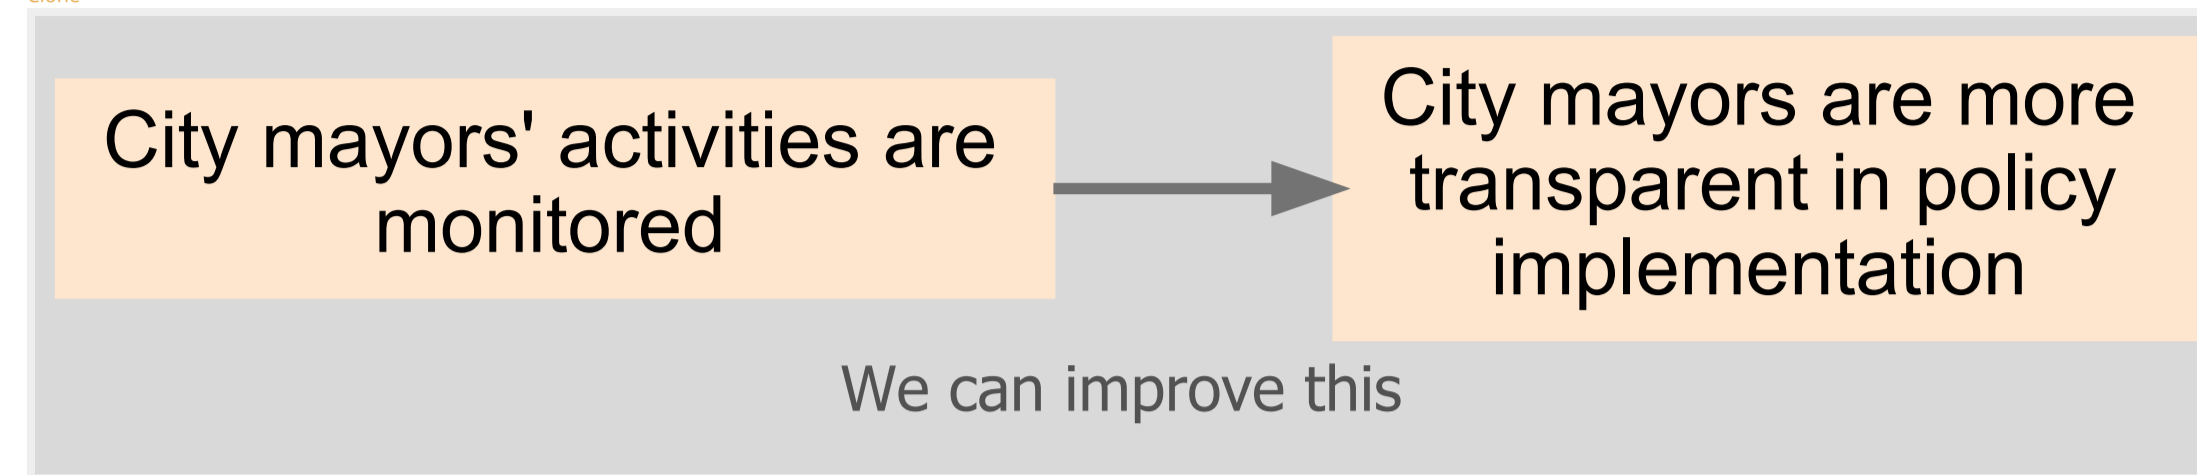 City mayors' activities are
monitored
City mayors are more
transparent in policy
implementation
We can improve this